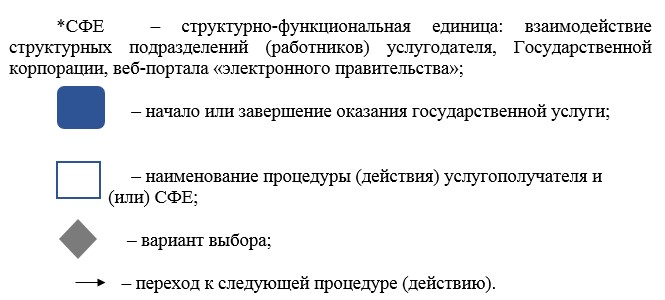 *СФЕ – структурно-функциональная единица: взаимодействие
структурных подразделений (работников) услугодателя, Государственной
корпорации, веб-портала «электронного правительства»;
– начало или завершение оказания государственной услуги;
– наименование процедуры (действия) услугополучателя и
(или) СФЕ;
– вариант выбора;
– переход к следующей процедуре (действию).